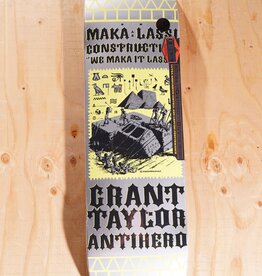 MAKA: LASSI
CONSTRUCTI
"WE MAKA IT LASS
GRANT
TAYLOR
ANTIHERO